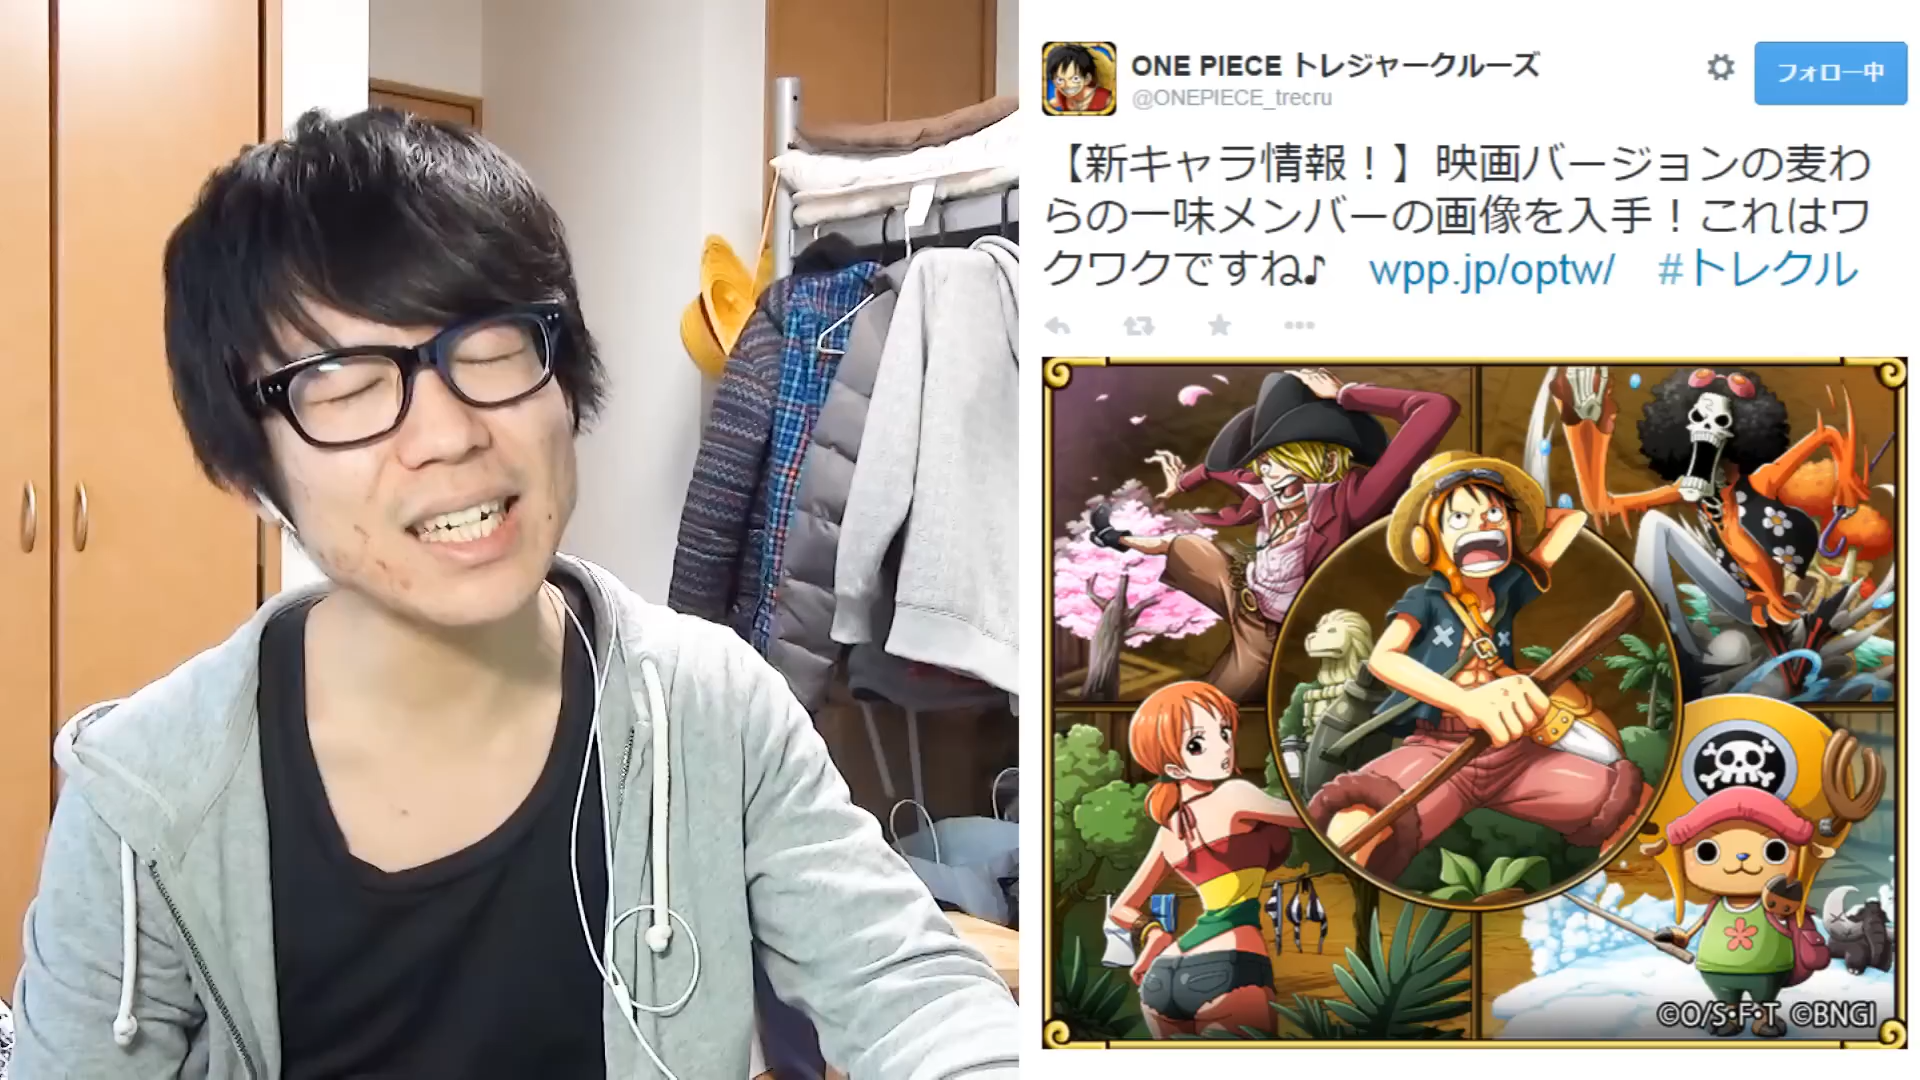 ONE PIECE トレジャークルーズ
@ONEPIECE_trecru
フォロー中
【新キャラ情報！】映画バージョンの麦わ
らの一味メンバーの画像を入手！これはワ
クワクですね♪ wpp.jp/optw/ #トレクル
©O/S･F･T ©BNGI